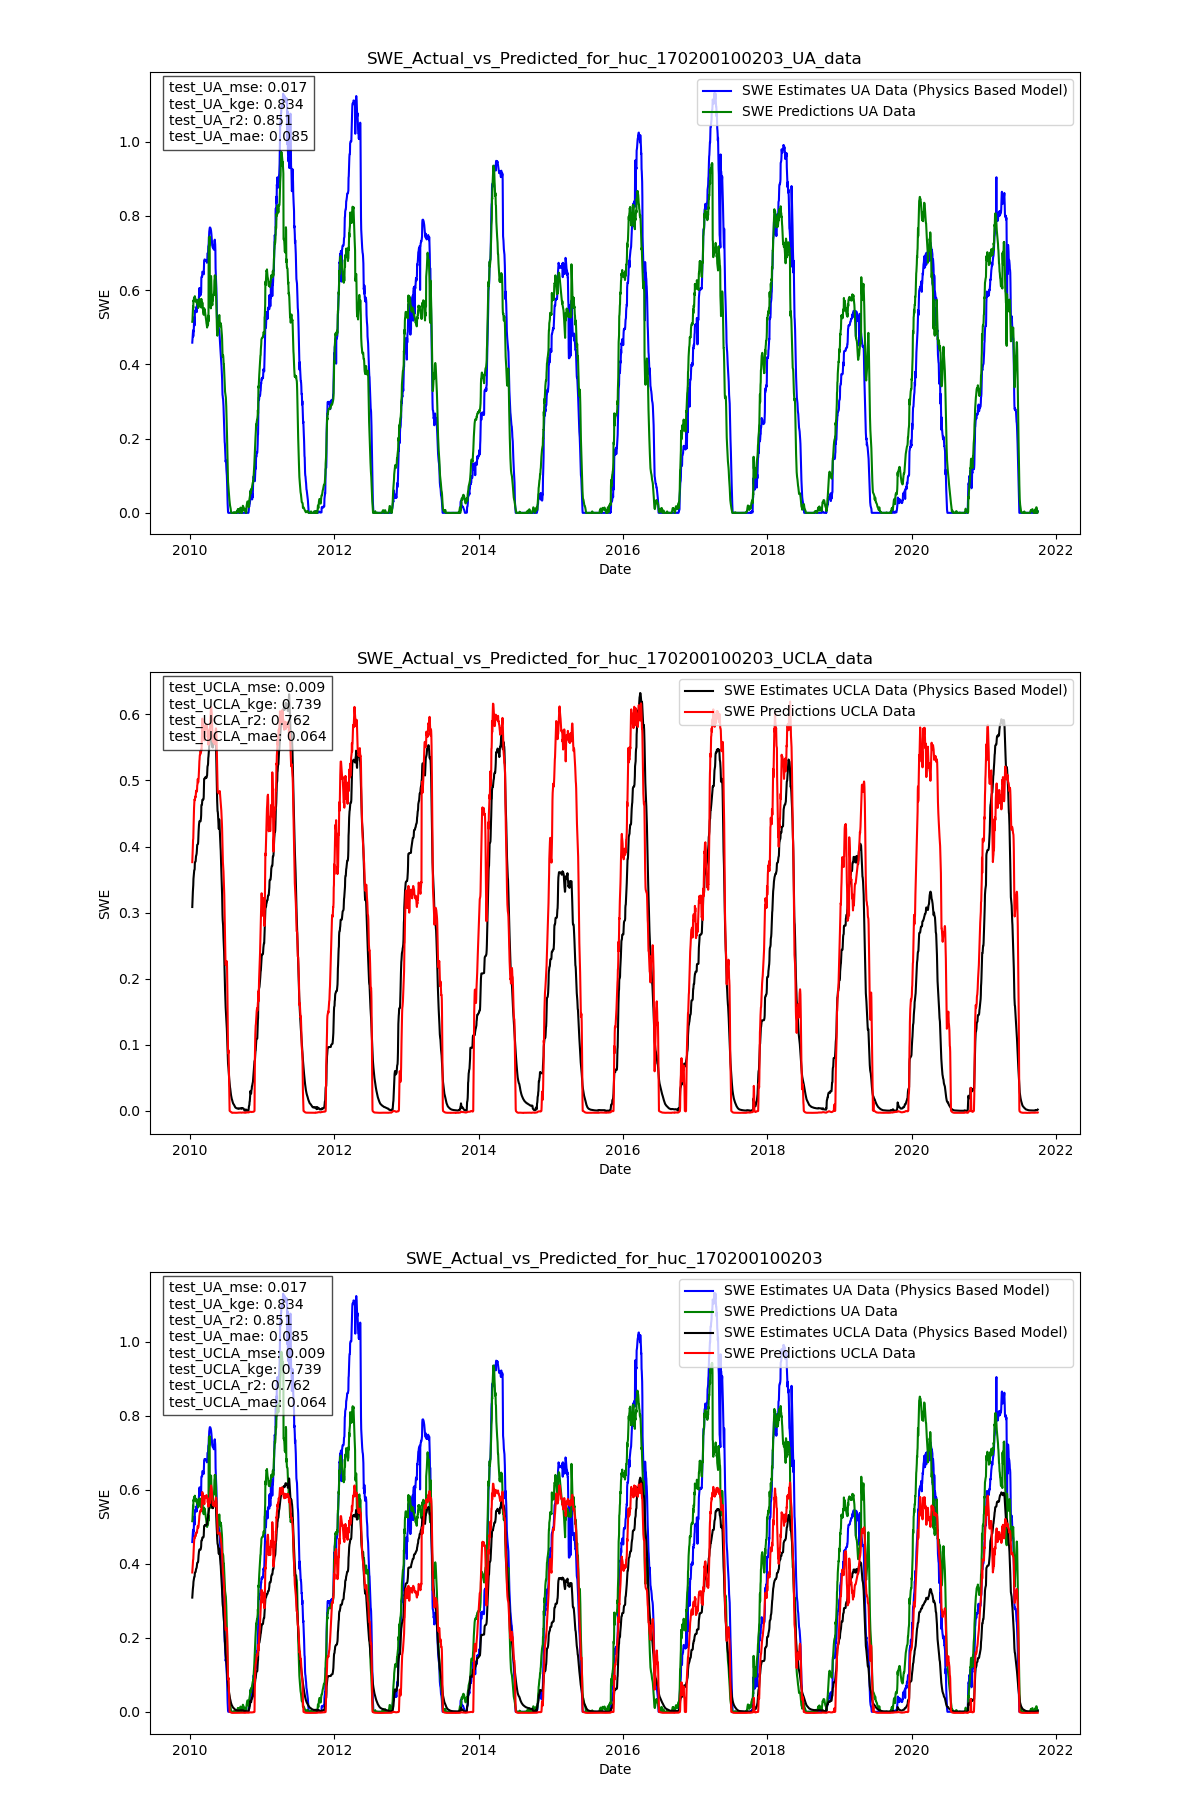 SWE_Actual_vs_Predicted_for_huc_170200100203_UA_data
test_UA_mse: 0.017
test_UA_kge: 0.834
test_UA_r2: 0.851
test_UA_mae: 0.085
SWE Estimates UA Data (Physics Based Model)
SWE Predictions UA Data
1.0
0.8
0.6
0.4
0.2
0.0
SWE
2010 2012 2014 2016 2018 2020 2022
Date
SWE_Actual_vs_Predicted_for_huc_170200100203_UCLA_data
test_UCLA_mse: 0.009
test_UCLA_kge: 0.739
test_UCLA_r2: 0.762
test_UCLA_mae: 0.064
SWE Estimates UCLA Data (Physics Based Model)
SWE Predictions UCLA Data
0.6
0.5
0.4
0.3
0.2
0.1
0.0
SWE
2010 2012 2014 2016 2018 2020 2022
Date
SWE_Actual_vs_Predicted_for_huc_170200100203
test_UA_mse: 0.017
test_UA_kge: 0.834
test_UA_r2: 0.851
test_UA_mae: 0.085
test_UCLA_mse: 0.009
test_UCLA_kge: 0.739
test_UCLA_r2: 0.762
test_UCLA_mae: 0.064
SWE Estimates UA Data (Physics Based Model)
SWE Predictions UA Data
SWE Estimates UCLA Data (Physics Based Model)
SWE Predictions UCLA Data
1.0
0.8
0.6
0.4
0.2
0.0
SWE
2010 2012 2014 2016 2018 2020 2022
Date